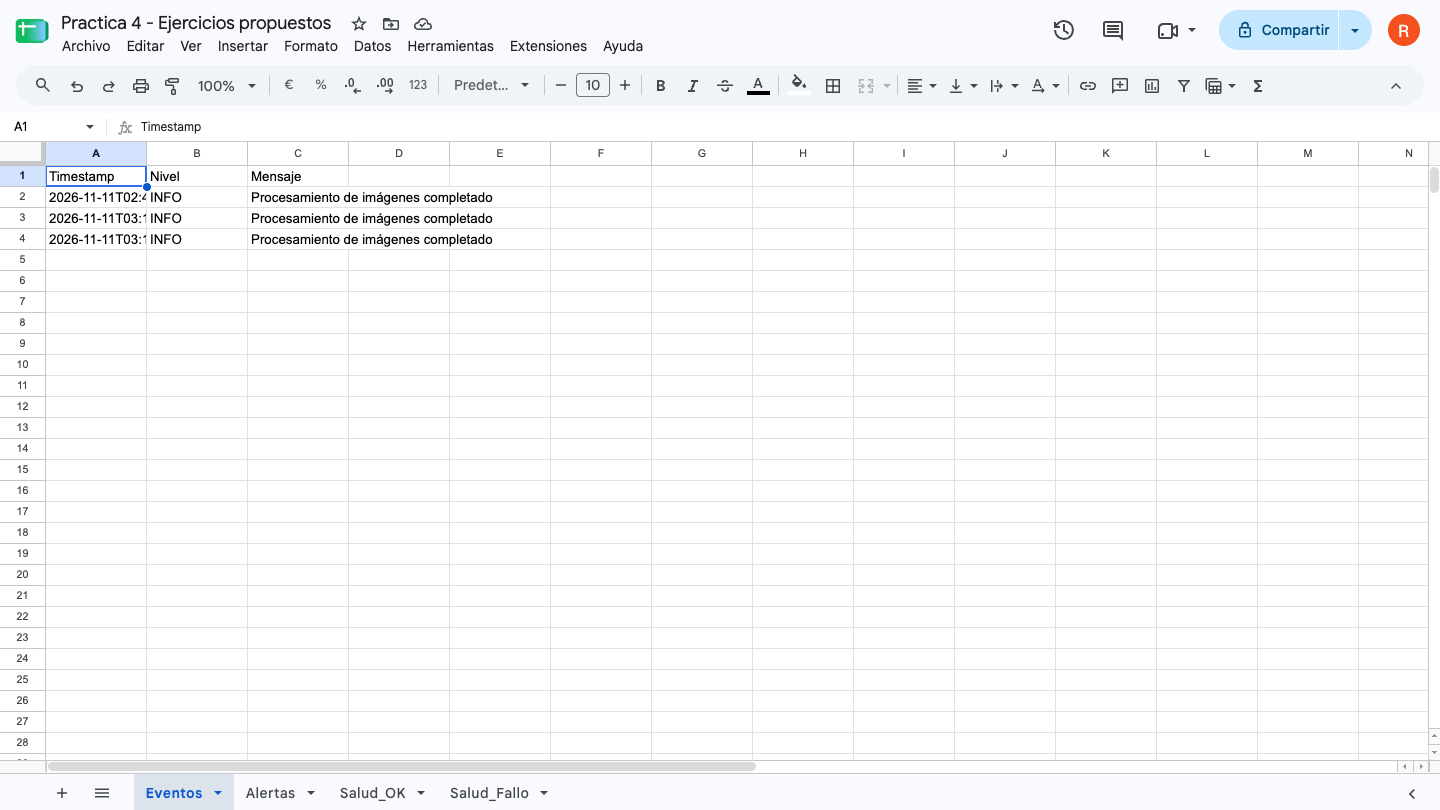 Practica 4 - Ejercicios propuestos
Archivo Editar Ver Insertar Formato Datos Herramientas Extensiones Ayuda
Compartir
R
100% € % .0 .00 123 Predet... 10 B I S A A Σ
A1 fx Timestamp
A B C D E F G H I J K L M N
1 Timestamp Nivel Mensaje
2 2026-11-11T02:4 INFO Procesamiento de imágenes completado
3 2026-11-11T03:1 INFO Procesamiento de imágenes completado
4 2026-11-11T03:1 INFO Procesamiento de imágenes completado
5
6
7
8
9
10
11
12
13
14
15
16
17
18
19
20
21
22
23
24
25
26
27
28
Eventos Alertas Salud_OK Salud_Fallo